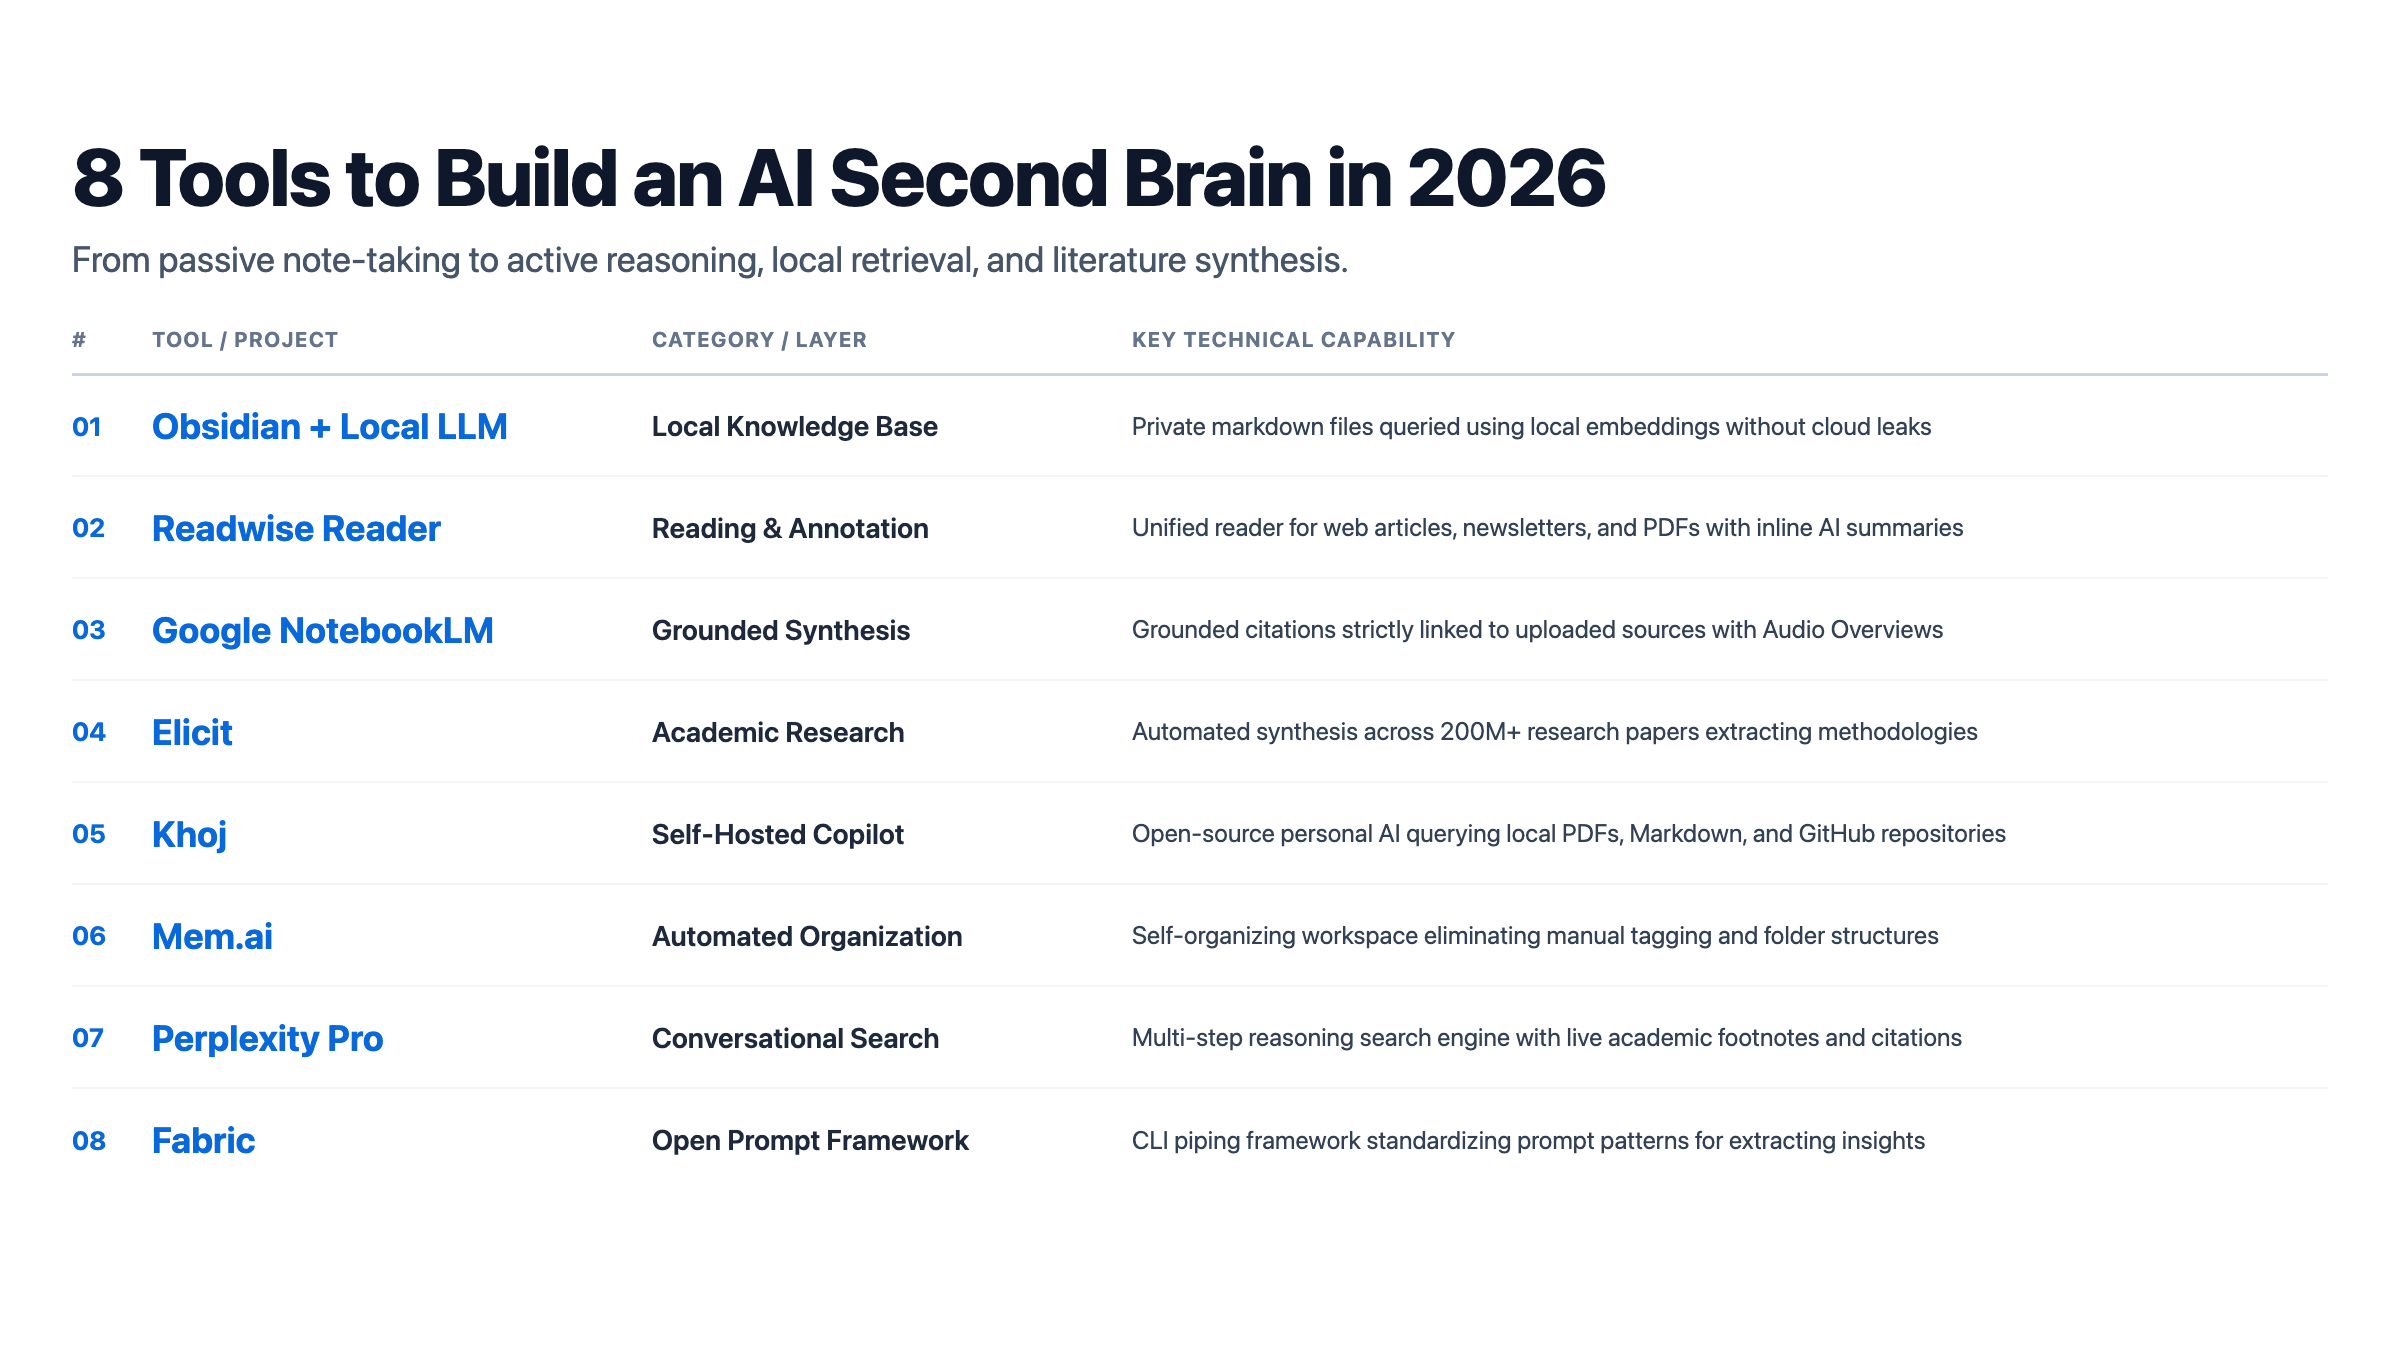 8 Tools to Build an AI Second Brain in 2026
From passive note-taking to active reasoning, local retrieval, and literature synthesis.
# TOOL / PROJECT CATEGORY / LAYER KEY TECHNICAL CAPABILITY
01 Obsidian + Local LLM Local Knowledge Base Private markdown files queried using local embeddings without cloud leaks
02 Readwise Reader Reading & Annotation Unified reader for web articles, newsletters, and PDFs with inline AI summaries
03 Google NotebookLM Grounded Synthesis Grounded citations strictly linked to uploaded sources with Audio Overviews
04 Elicit Academic Research Automated synthesis across 200M+ research papers extracting methodologies
05 Khoj Self-Hosted Copilot Open-source personal AI querying local PDFs, Markdown, and GitHub repositories
06 Mem.ai Automated Organization Self-organizing workspace eliminating manual tagging and folder structures
07 Perplexity Pro Conversational Search Multi-step reasoning search engine with live academic footnotes and citations
08 Fabric Open Prompt Framework CLI piping framework standardizing prompt patterns for extracting insights